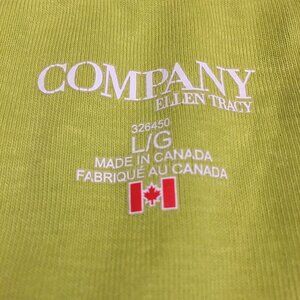 COMPANY
ELLEN TRACY
326450
L/G
MADE IN CANADA
FABRIQUÉ AU CANADA